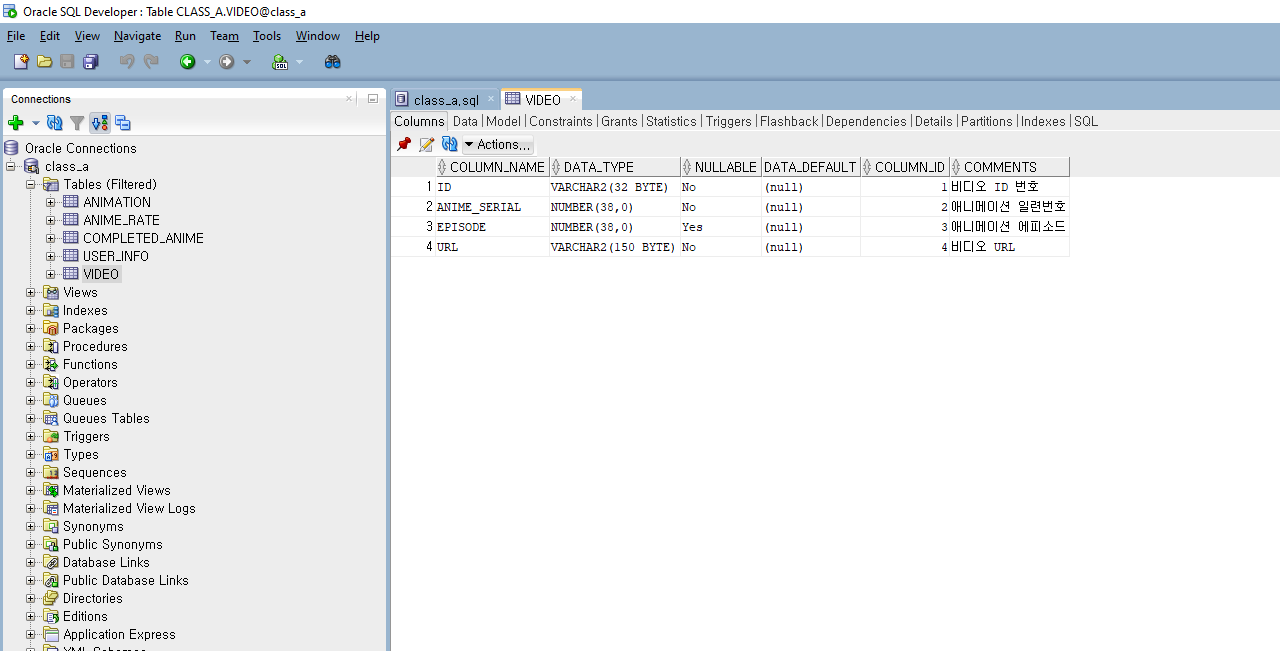 Oracle SQL Developer : Table CLASS_A.VIDEO@class_a
File Edit View Navigate Run Team Tools Window Help
Connections
Oracle Connections
class_a
Tables (Filtered)
ANIMATION
ANIME_RATE
COMPLETED_ANIME
USER_INFO
VIDEO
Views
Indexes
Packages
Procedures
Functions
Operators
Queues
Queues Tables
Triggers
Types
Sequences
Materialized Views
Materialized View Logs
Synonyms
Public Synonyms
Database Links
Public Database Links
Directories
Editions
Application Express
class_a.sql VIDEO
Columns Data Model Constraints Grants Statistics Triggers Flashback Dependencies Details Partitions Indexes SQL
Actions...
COLUMN_NAME DATA_TYPE NULLABLE DATA_DEFAULT COLUMN_ID COMMENTS
1 ID VARCHAR2(32 BYTE) No (null) 1 비디오 ID 번호
2 ANIME_SERIAL NUMBER(38,0) No (null) 2 애니메이션 일련번호
3 EPISODE NUMBER(38,0) Yes (null) 3 애니메이션 에피소드
4 URL VARCHAR2(150 BYTE) No (null) 4 비디오 URL